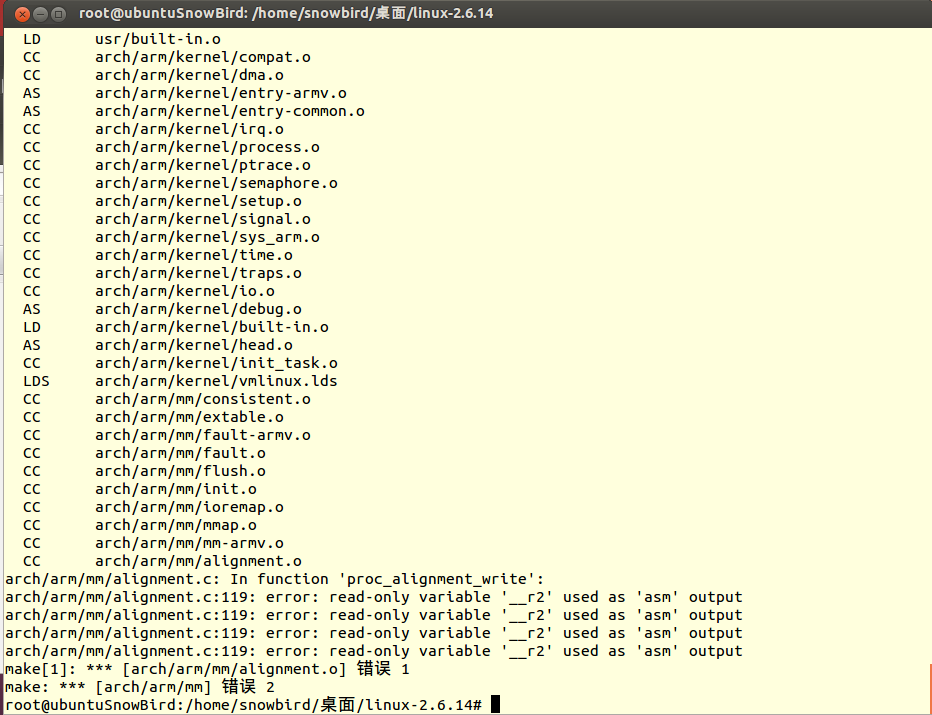 root@ubuntuSnowBird: /home/snowbird/桌面/linux-2.6.14
LD usr/built-in.o
CC arch/arm/kernel/compat.o
CC arch/arm/kernel/dma.o
AS arch/arm/kernel/entry-armv.o
AS arch/arm/kernel/entry-common.o
CC arch/arm/kernel/irq.o
CC arch/arm/kernel/process.o
CC arch/arm/kernel/ptrace.o
CC arch/arm/kernel/semaphore.o
CC arch/arm/kernel/setup.o
CC arch/arm/kernel/signal.o
CC arch/arm/kernel/sys_arm.o
CC arch/arm/kernel/time.o
CC arch/arm/kernel/traps.o
CC arch/arm/kernel/io.o
AS arch/arm/kernel/debug.o
LD arch/arm/kernel/built-in.o
AS arch/arm/kernel/head.o
CC arch/arm/kernel/init_task.o
LDS arch/arm/kernel/vmlinux.lds
CC arch/arm/mm/consistent.o
CC arch/arm/mm/extable.o
CC arch/arm/mm/fault-armv.o
CC arch/arm/mm/fault.o
CC arch/arm/mm/flush.o
CC arch/arm/mm/init.o
CC arch/arm/mm/ioremap.o
CC arch/arm/mm/mmap.o
CC arch/arm/mm/mm-armv.o
CC arch/arm/mm/alignment.o
arch/arm/mm/alignment.c: In function 'proc_alignment_write':
arch/arm/mm/alignment.c:119: error: read-only variable '__r2' used as 'asm' output
arch/arm/mm/alignment.c:119: error: read-only variable '__r2' used as 'asm' output
arch/arm/mm/alignment.c:119: error: read-only variable '__r2' used as 'asm' output
arch/arm/mm/alignment.c:119: error: read-only variable '__r2' used as 'asm' output
make[1]: *** [arch/arm/mm/alignment.o] 错误 1
make: *** [arch/arm/mm] 错误 2
root@ubuntuSnowBird:/home/snowbird/桌面/linux-2.6.14#